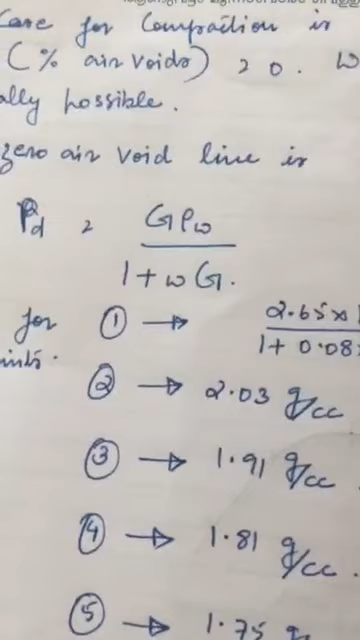 Case for Compaction is
(% air voids) = 0.
ally possible.
zero air void line is
ρd = Gρw
1 + wG.
for ① → 2.65×
ints. 1 + 0.08
② → 2.03 g/cc
③ → 1.91 g/cc
④ → 1.81 g/cc.
⑤ → 1.75